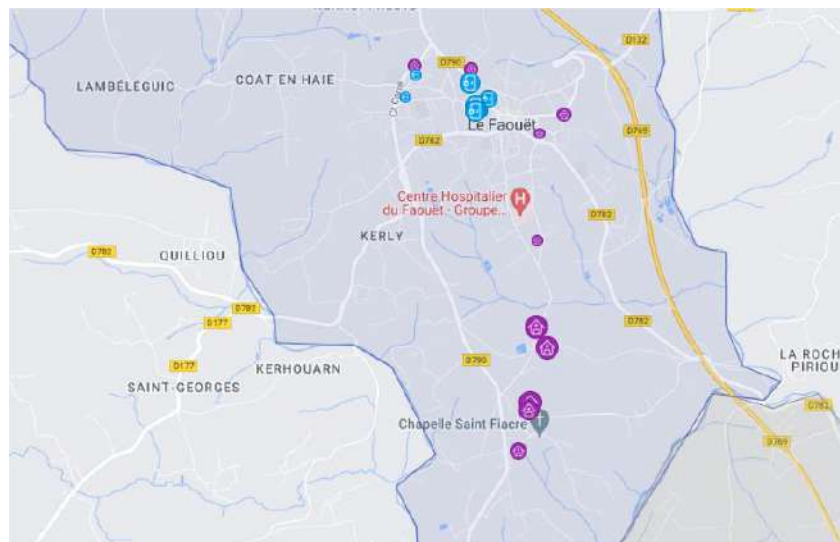 D132
D790
COAT EN HAIE
LAMBÉLEGUIC
Le Faouët
D782
D769
Centre Hospitalier
du Faouët - Groupe...
D782
KERLY
D782
QUILLIOU
D782
D177
D782
D790
D177
KERHOUARN
LA ROCH
PIRIOU
SAINT-GEORGES
D782
Chapelle Saint Fiacre
D769